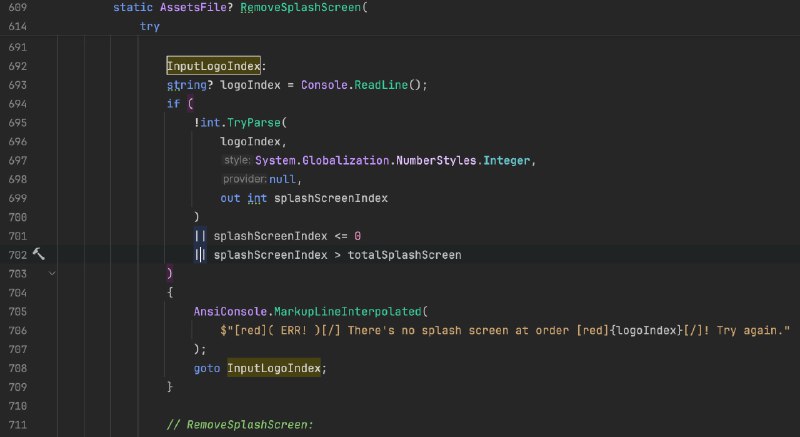 609 static AssetsFile? RemoveSplashScreen(
614 try
691
692 InputLogoIndex:
693 string? logoIndex = Console.ReadLine();
694 if (
695 !int.TryParse(
696 logoIndex,
697 style: System.Globalization.NumberStyles.Integer,
698 provider: null,
699 out int splashScreenIndex
700 )
701 || splashScreenIndex <= 0
702 || splashScreenIndex > totalSplashScreen
703 )
704 {
705 AnsiConsole.MarkupLineInterpolated(
706 $"[red]( ERR! )[/] There's no splash screen at order [red]{logoIndex}[/]! Try again."
707 );
708 goto InputLogoIndex;
709 }
710
711 // RemoveSplashScreen: